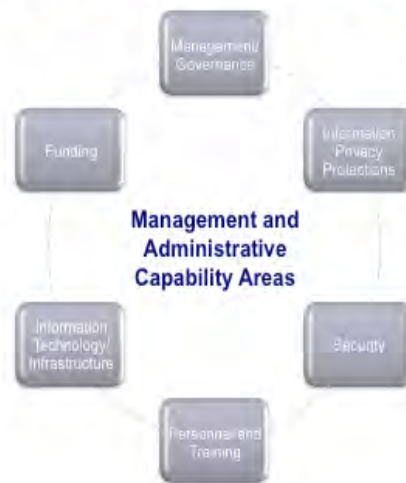 Management/
Governance
Funding
Information
Privacy
Protections
Management and
Administrative
Capability Areas
Information
Technology/
Infrastructure
Security
Personnel and
Training